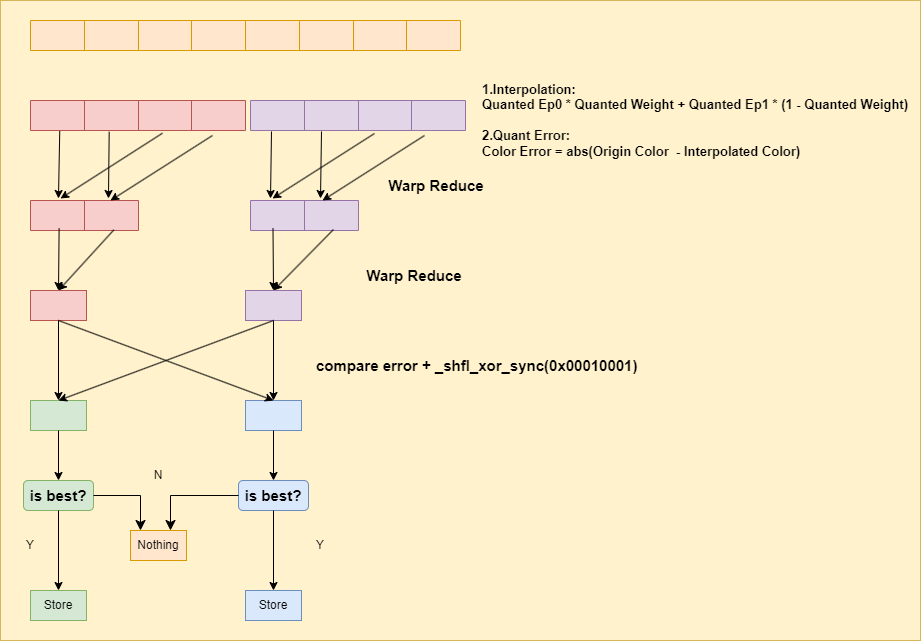 1.Interpolation:
Quanted Ep0 * Quanted Weight + Quanted Ep1 * (1 - Quanted Weight)
2.Quant Error:
Color Error = abs(Origin Color  - Interpolated Color)
Warp Reduce
Warp Reduce
compare error + _shfl_xor_sync(0x00010001)
N
is best?
is best?
Y
Nothing
Y
Store
Store